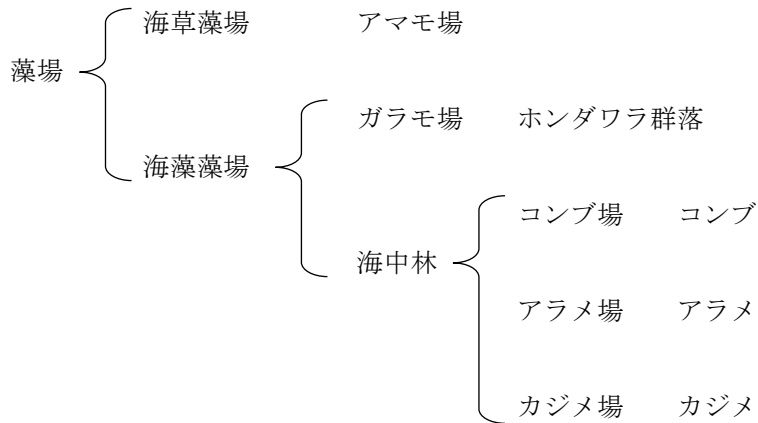 海草藻場 アマモ場
藻場
ガラモ場 ホンダワラ群落
海藻藻場
コンブ場 コンブ
海中林
アラメ場 アラメ
カジメ場 カジメ